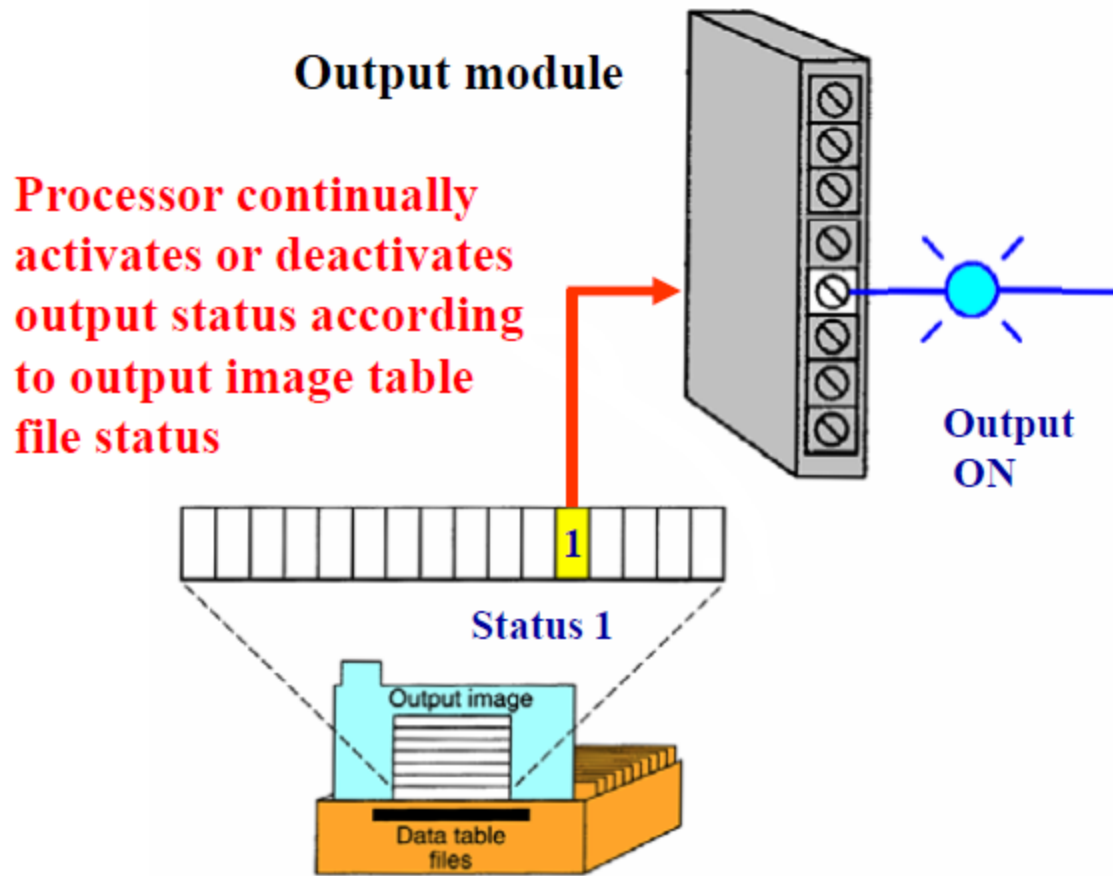 Output module
Processor continually
activates or deactivates
output status according
to output image table
file status
Output
ON
1
Status 1
Output image
Data table
files